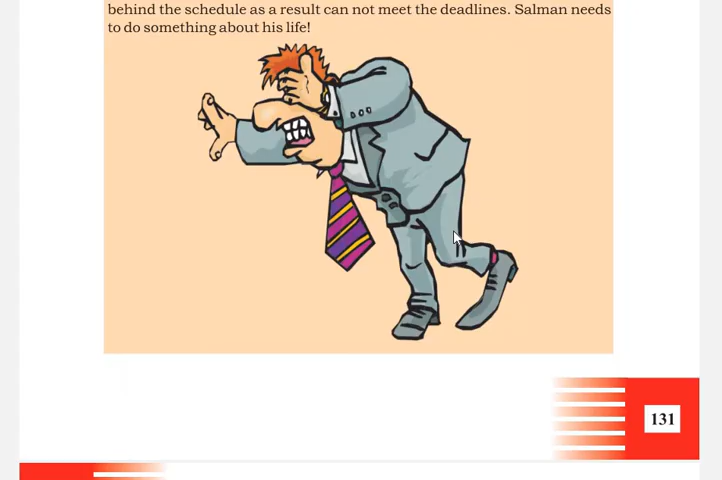 behind the schedule as a result can not meet the deadlines. Salman needs
to do something about his life!
131